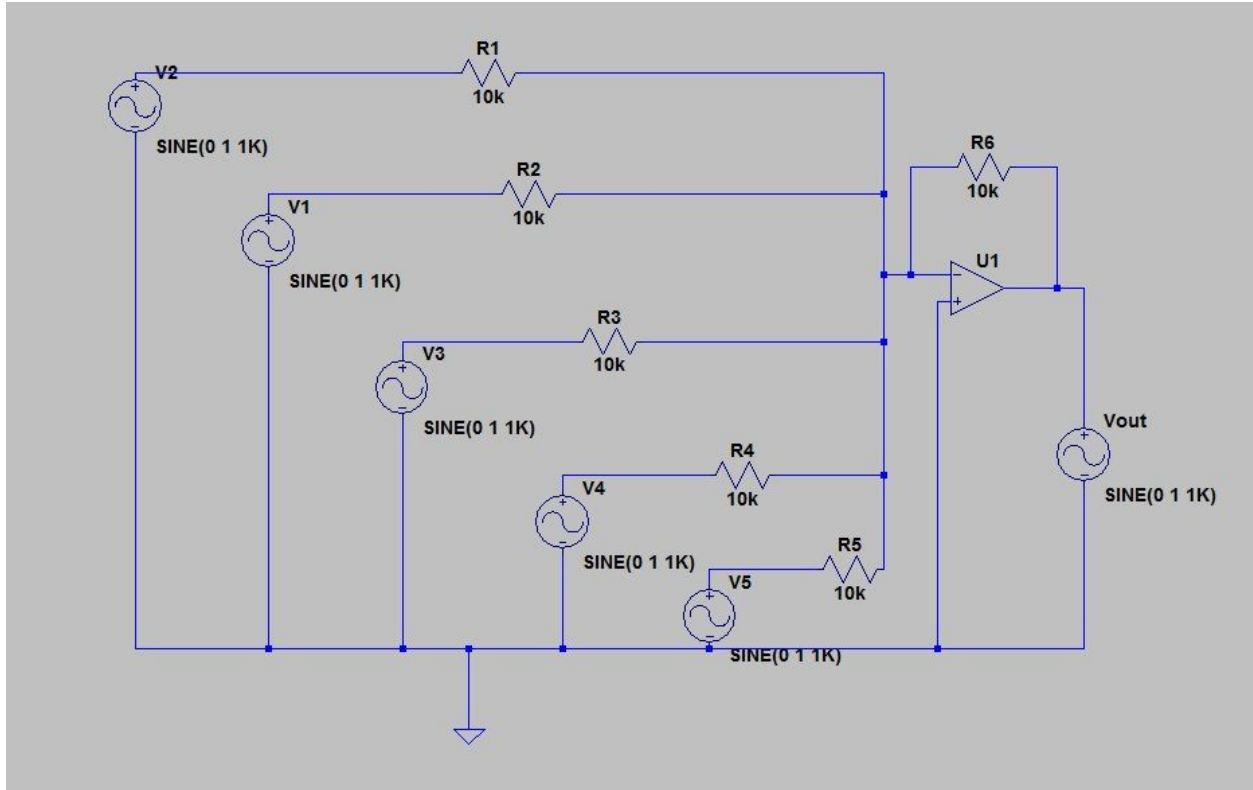 R1
V2
10k
SINE(0 1 1K)
R6
R2
10k
V1
10k
U1
SINE(0 1 1K)
R3
V3
10k
Vout
SINE(0 1 1K)
R4
V4
10k
SINE(0 1 1K)
R5
SINE(0 1 1K)
V5
10k
SINE(0 1 1K)